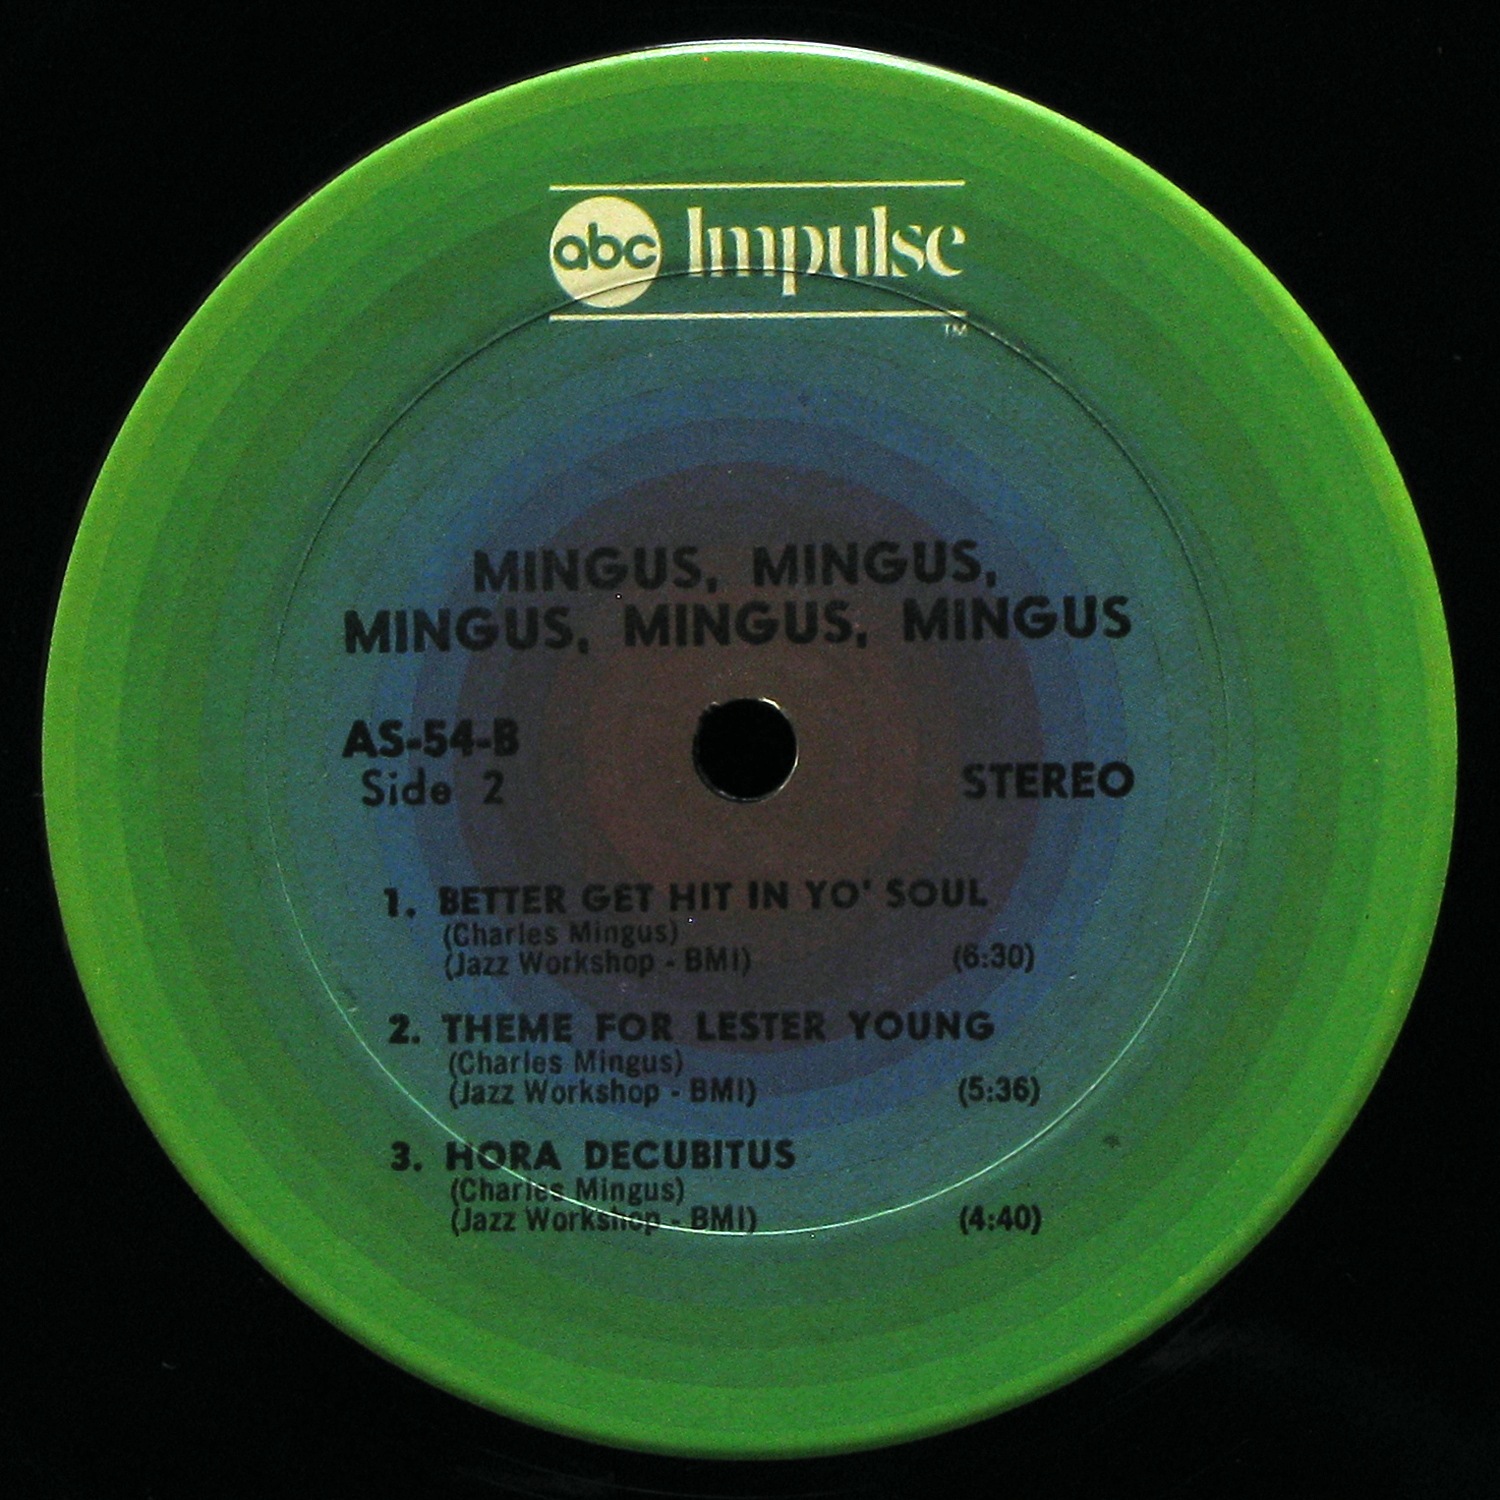 abc Impulse
TM
MINGUS, MINGUS,
MINGUS, MINGUS, MINGUS
AS-54-B
Side 2
STEREO
1. BETTER GET HIT IN YO' SOUL
(Charles Mingus)
(Jazz Workshop - BMI) (6:30)
2. THEME FOR LESTER YOUNG
(Charles Mingus)
(Jazz Workshop - BMI) (5:36)
3. HORA DECUBITUS
(Charles Mingus)
(Jazz Workshop - BMI) (4:40)